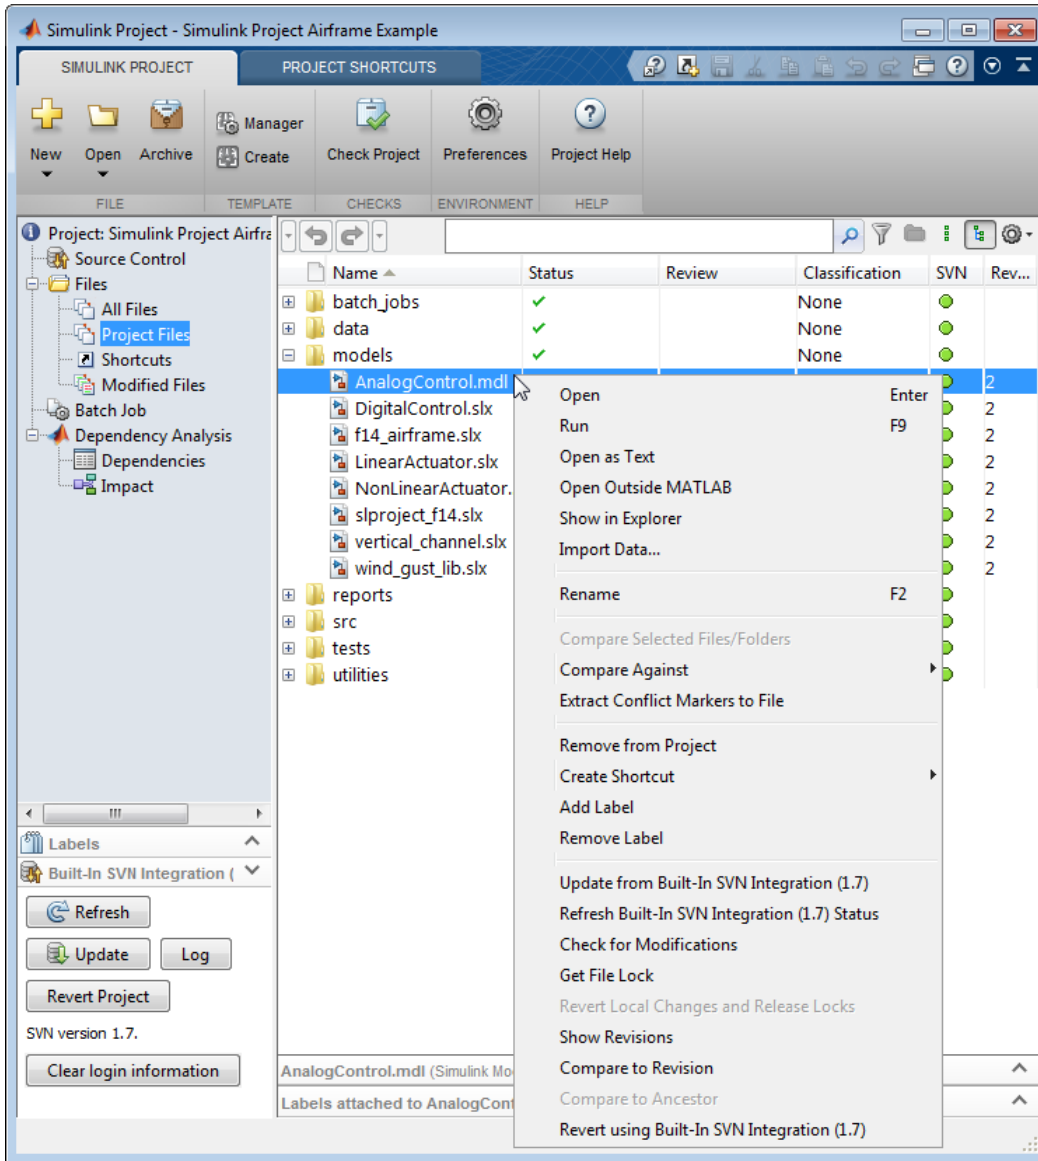 Simulink Project - Simulink Project Airframe Example
SIMULINK PROJECT
PROJECT SHORTCUTS
New
Open
Archive
Manager
Create
Check Project
Preferences
Project Help
FILE
TEMPLATE
CHECKS
ENVIRONMENT
HELP
Project: Simulink Project Airfra
Source Control
Files
All Files
Project Files
Shortcuts
Modified Files
Batch Job
Dependency Analysis
Dependencies
Impact
Labels
Built-In SVN Integration (
Refresh
Update
Log
Revert Project
SVN version 1.7.
Clear login information
Name Status Review Classification SVN Rev...
batch_jobs None
data None
models None
AnalogControl.mdl 2
DigitalControl.slx 2
f14_airframe.slx 2
LinearActuator.slx 2
NonLinearActuator. 2
slproject_f14.slx 2
vertical_channel.slx 2
wind_gust_lib.slx 2
reports
src
tests
utilities
Open Enter
Run F9
Open as Text
Open Outside MATLAB
Show in Explorer
Import Data...
Rename F2
Compare Selected Files/Folders
Compare Against
Extract Conflict Markers to File
Remove from Project
Create Shortcut
Add Label
Remove Label
Update from Built-In SVN Integration (1.7)
Refresh Built-In SVN Integration (1.7) Status
Check for Modifications
Get File Lock
Revert Local Changes and Release Locks
Show Revisions
Compare to Revision
Compare to Ancestor
Revert using Built-In SVN Integration (1.7)
AnalogControl.mdl (Simulink Mo
Labels attached to AnalogCont